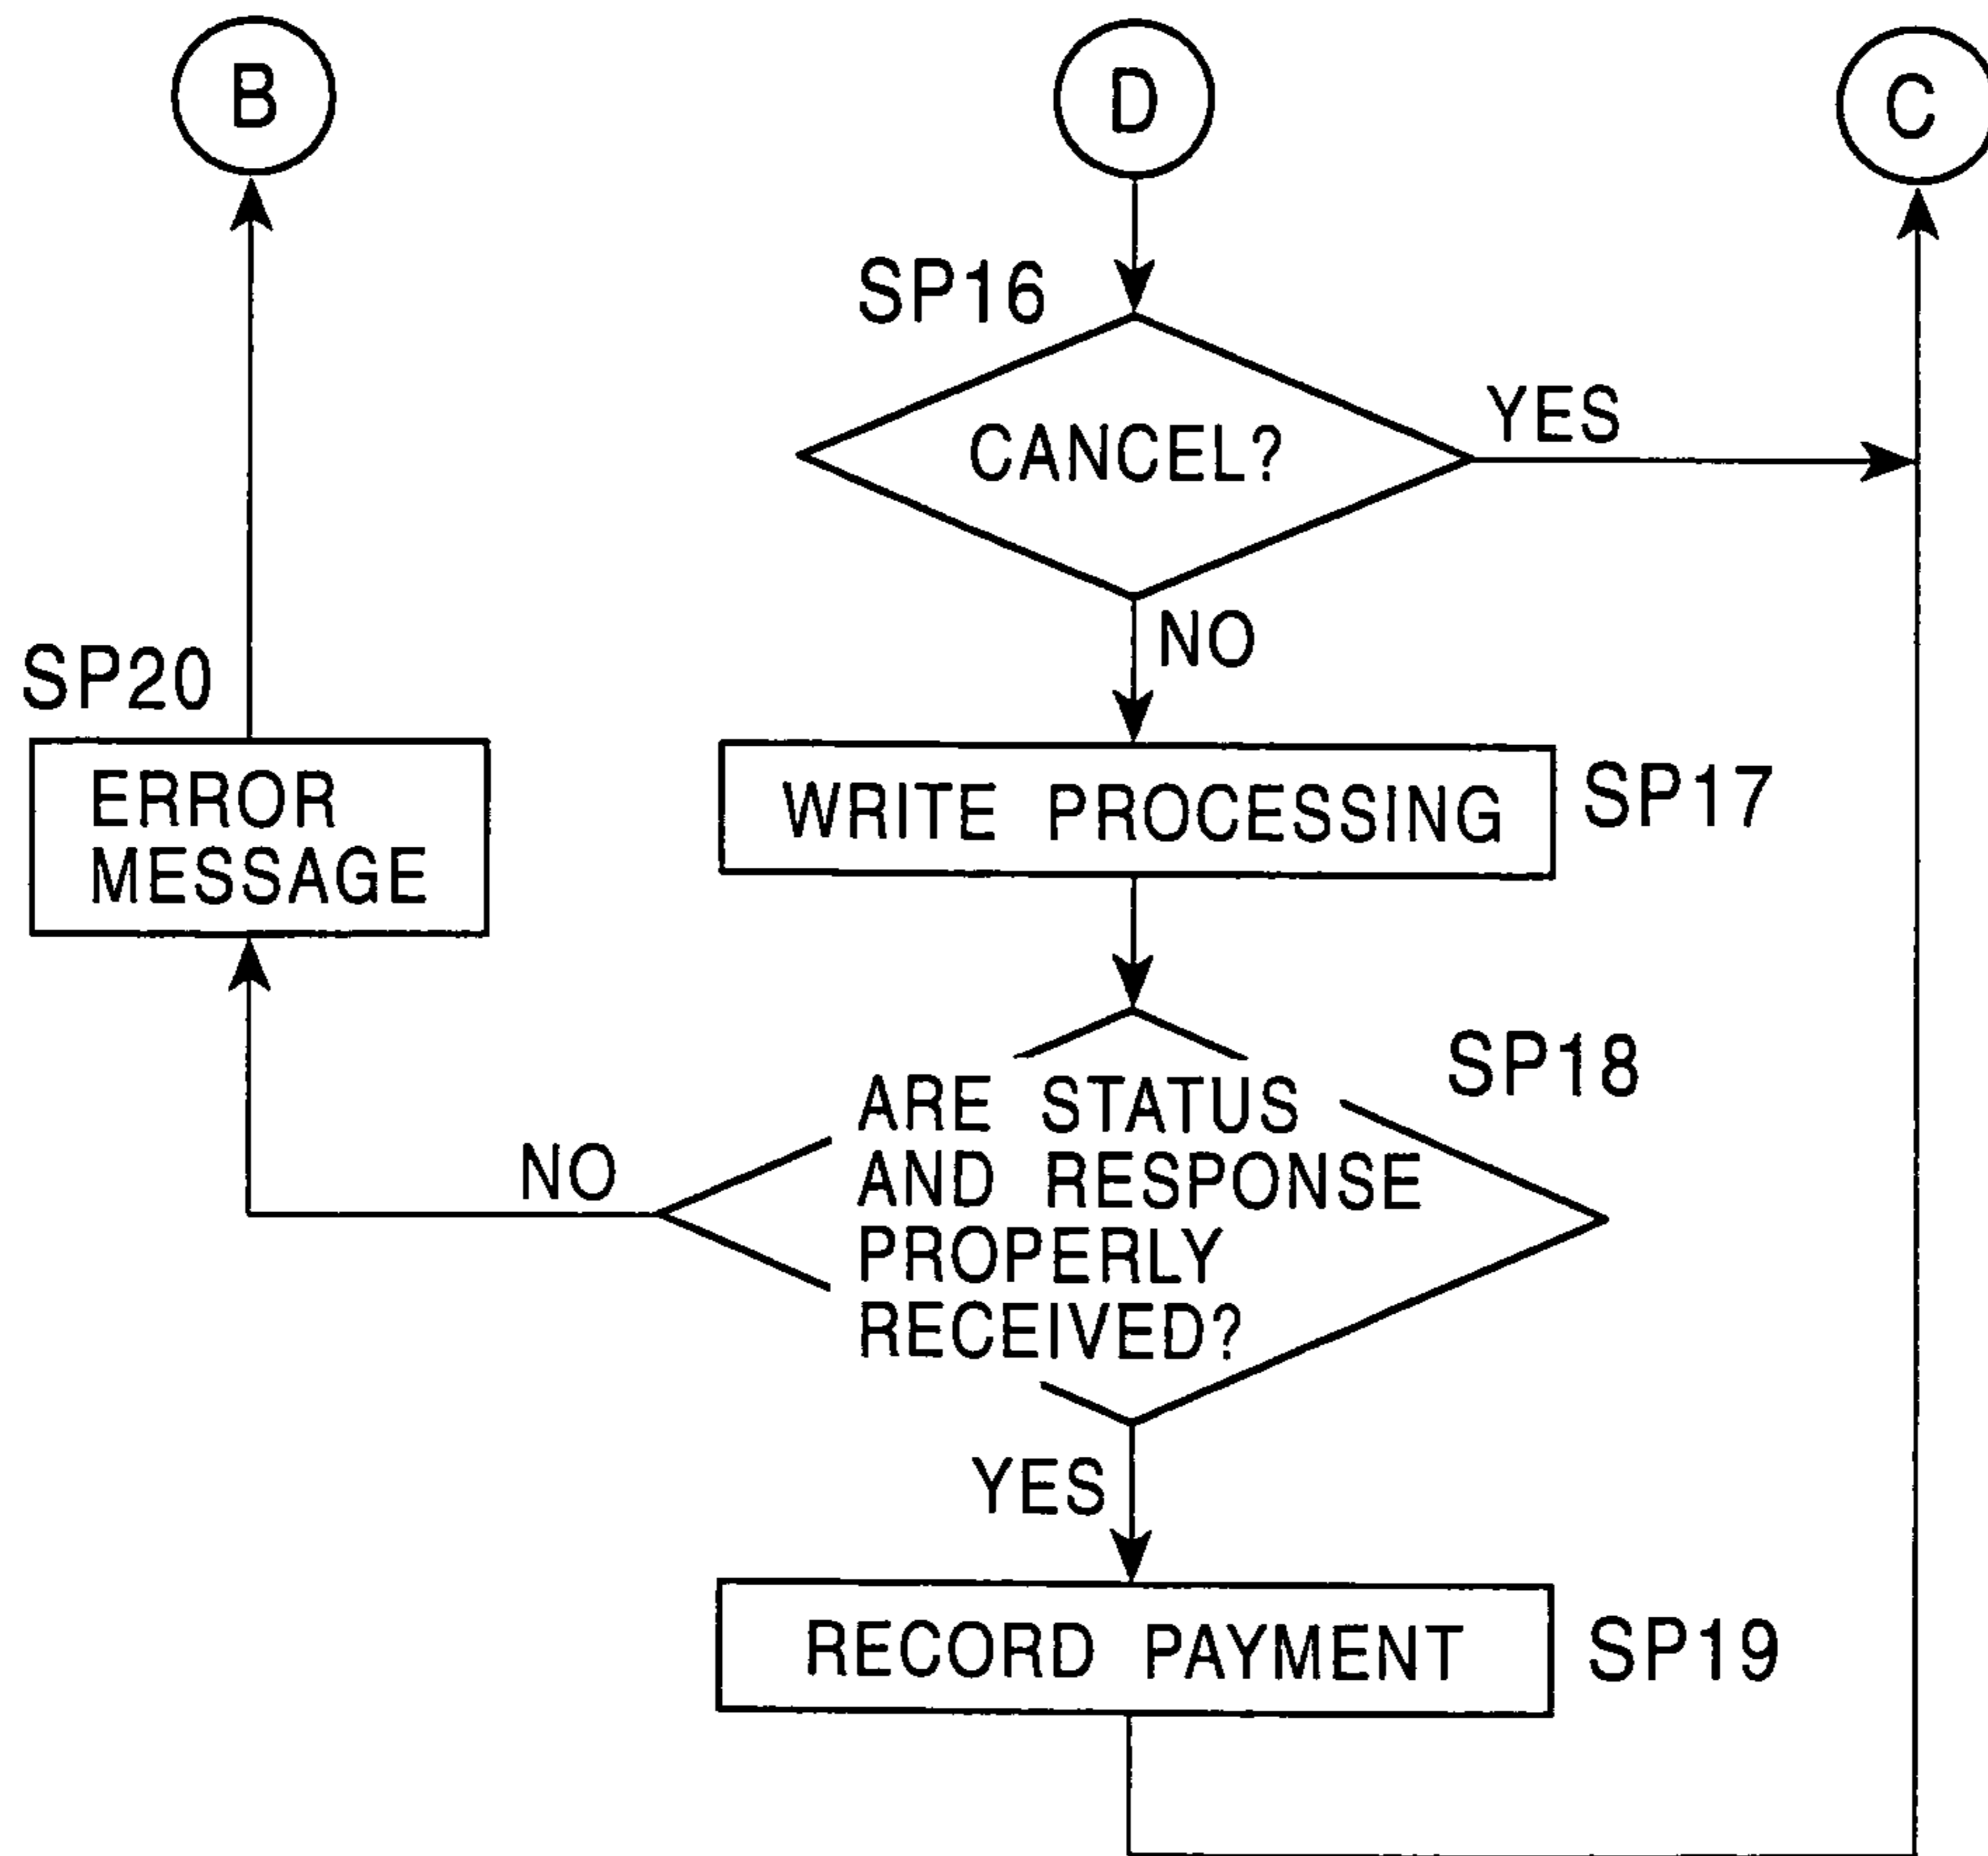 B
D
C
SP16
CANCEL?
YES
NO
SP20
ERROR
MESSAGE
WRITE PROCESSING
SP17
SP18
ARE STATUS
AND RESPONSE
PROPERLY
RECEIVED?
NO
YES
RECORD PAYMENT
SP19